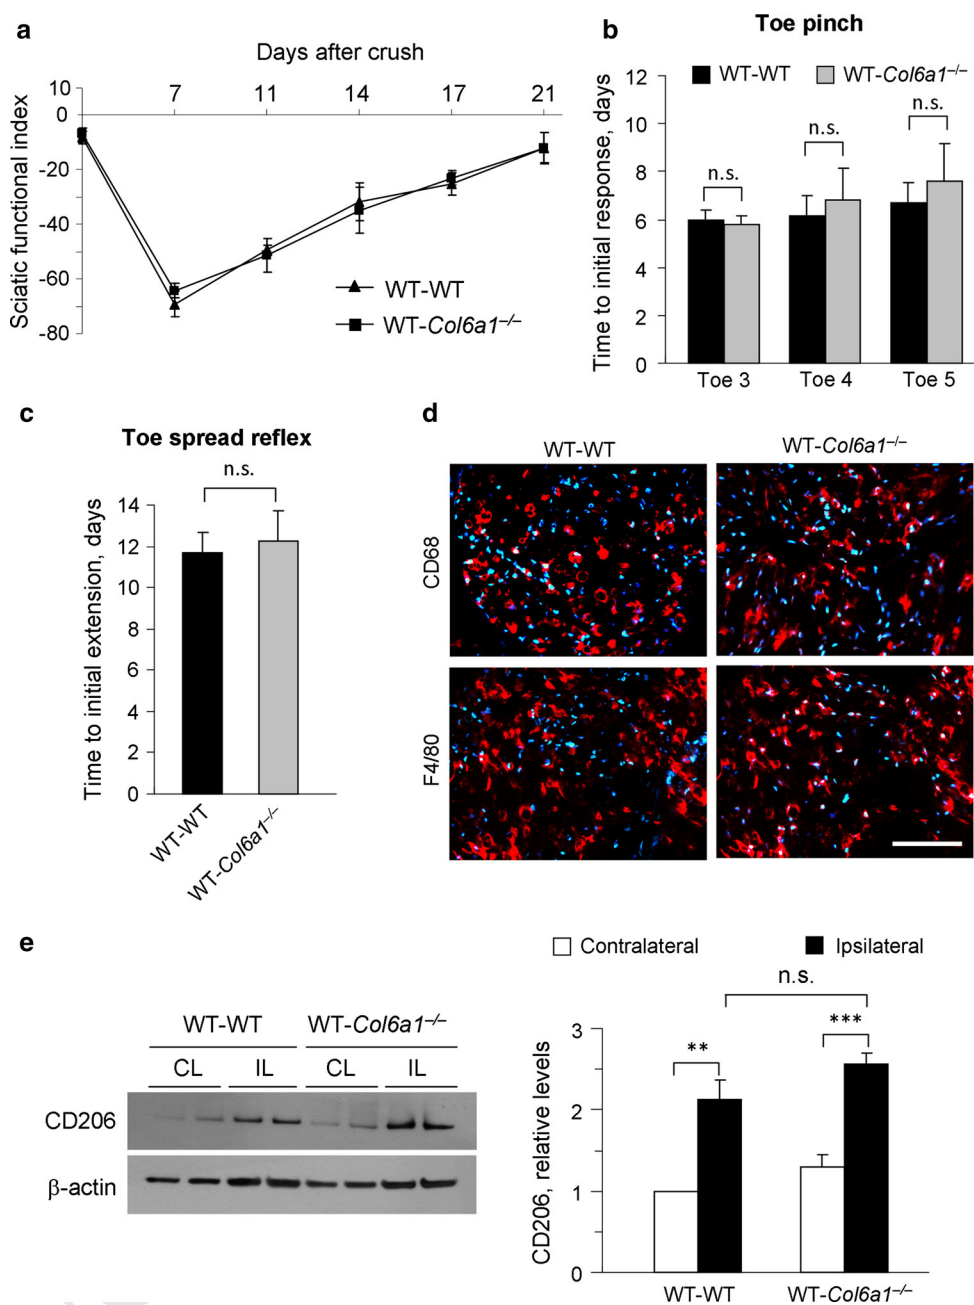 a
Days after crush
10
0
-20
-40
-60
-80
7 11 14 17 21
Sciatic functional index
WT-WT
WT-Col6a1–/–
b
Toe pinch
WT-WT WT-Col6a1–/–
Time to initial response, days
12
10
8
6
4
2
0
n.s.
n.s.
n.s.
Toe 3 Toe 4 Toe 5
c
Toe spread reflex
n.s.
Time to initial extension, days
14
12
10
8
6
4
2
0
WT-WT
WT-Col6a1–/–
d
WT-WT WT-Col6a1–/–
CD68
F4/80
e
WT-WT WT-Col6a1–/–
CL IL CL IL
CD206
β-actin
Contralateral Ipsilateral
n.s.
** ***
CD206, relative levels
3
2
1
0
WT-WT WT-Col6a1–/–